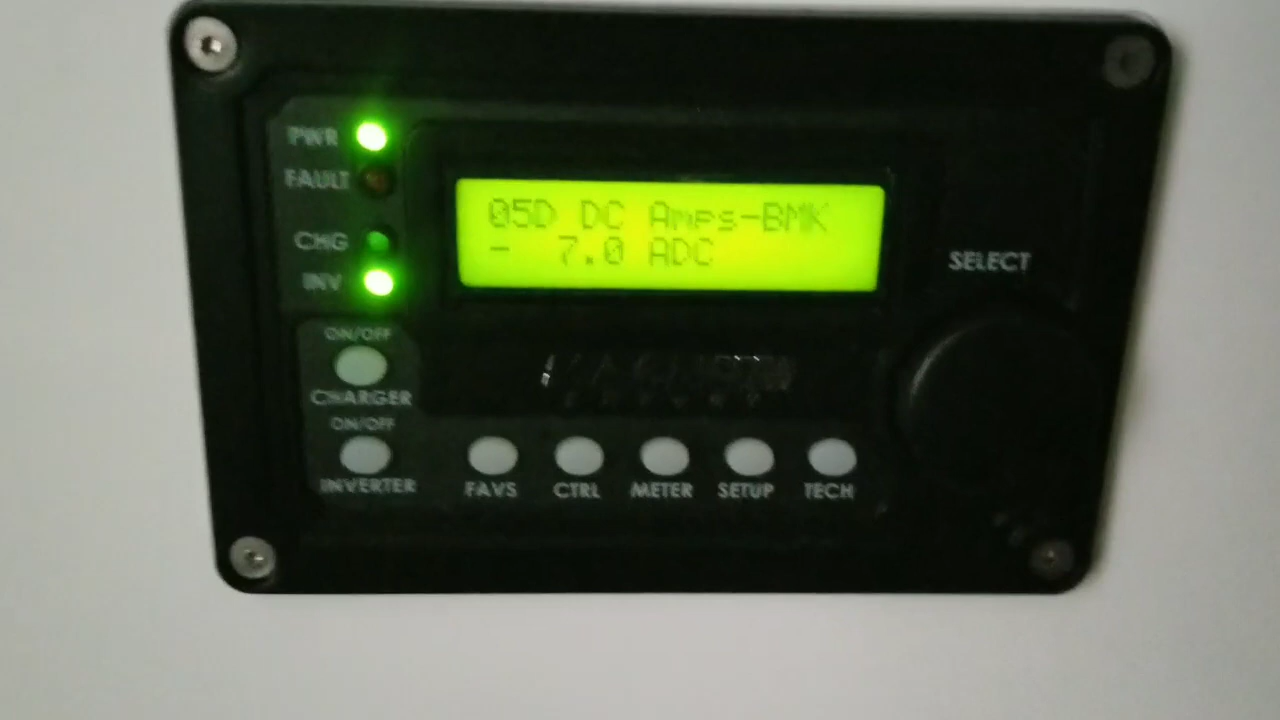 PWR
FAULT
CHG
INV
05D DC Amps-BMK
- 7.0 ADC
SELECT
ON/OFF
CHARGER
ON/OFF
INVERTER
FAVS CTRL METER SETUP TECH